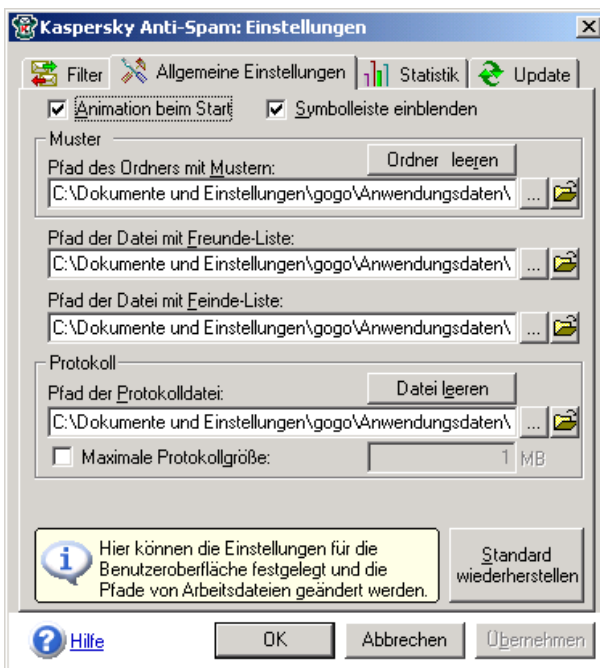 Kaspersky Anti-Spam: Einstellungen
Filter Allgemeine Einstellungen Statistik Update
Animation beim Start Symbolleiste einblenden
Muster
Ordner leeren
Pfad des Ordners mit Mustern:
C:\Dokumente und Einstellungen\gogo\Anwendungsdaten\ ...
Pfad der Datei mit Freunde-Liste:
C:\Dokumente und Einstellungen\gogo\Anwendungsdaten\ ...
Pfad der Datei mit Feinde-Liste:
C:\Dokumente und Einstellungen\gogo\Anwendungsdaten\ ...
Protokoll
Datei leeren
Pfad der Protokolldatei:
C:\Dokumente und Einstellungen\gogo\Anwendungsdaten\ ...
Maximale Protokollgröße: 1 MB
Hier können die Einstellungen für die
Benutzeroberfläche festgelegt und die
Pfade von Arbeitsdateien geändert werden.
Standard
wiederherstellen
Hilfe OK Abbrechen Übernehmen